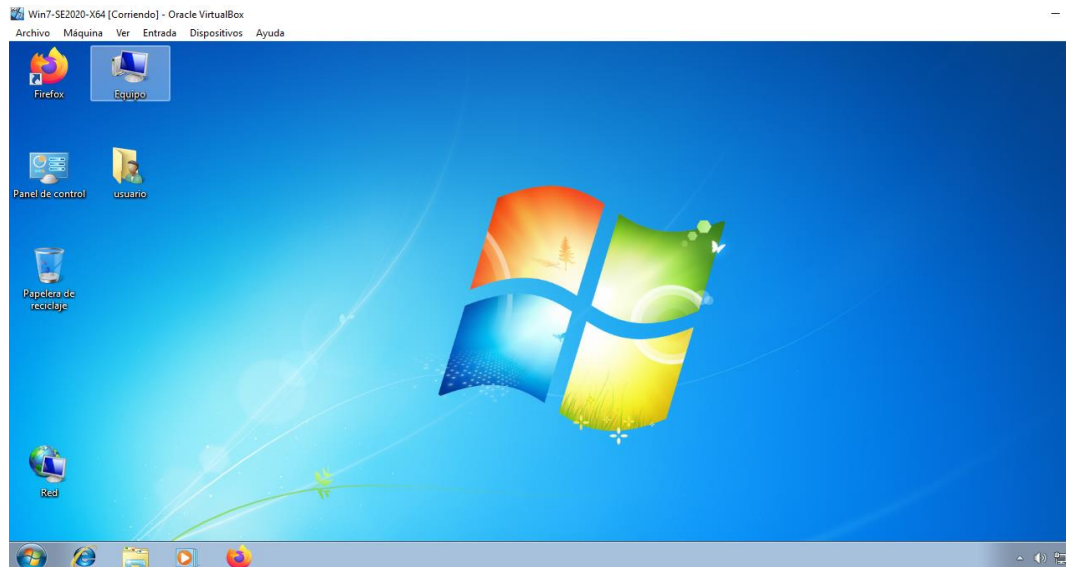 Win7-SE2020-X64 [Corriendo] - Oracle VirtualBox
Archivo Máquina Ver Entrada Dispositivos Ayuda
Firefox
Equipo
Panel de control
usuario
Papelera de
reciclaje
Red